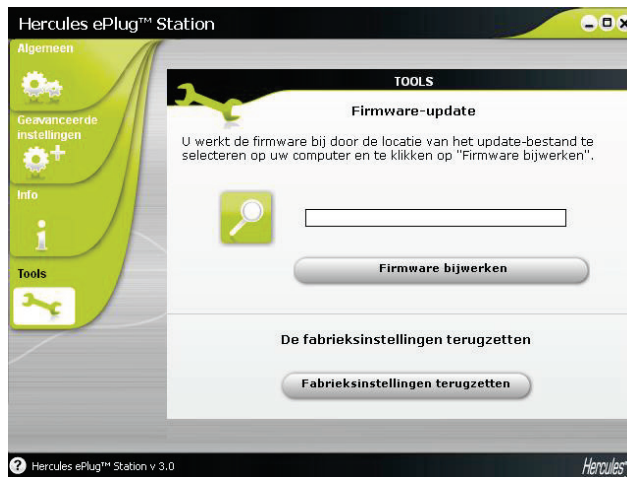 Hercules ePlug™ Station
Algemeen
Geavanceerde
instellingen
Info
Tools
TOOLS
Firmware-update
U werkt de firmware bij door de locatie van het update-bestand te
selecteren op uw computer en te klikken op "Firmware bijwerken".
Firmware bijwerken
De fabrieksinstellingen terugzetten
Fabrieksinstellingen terugzetten
? Hercules ePlug™ Station v 3.0
Hercules